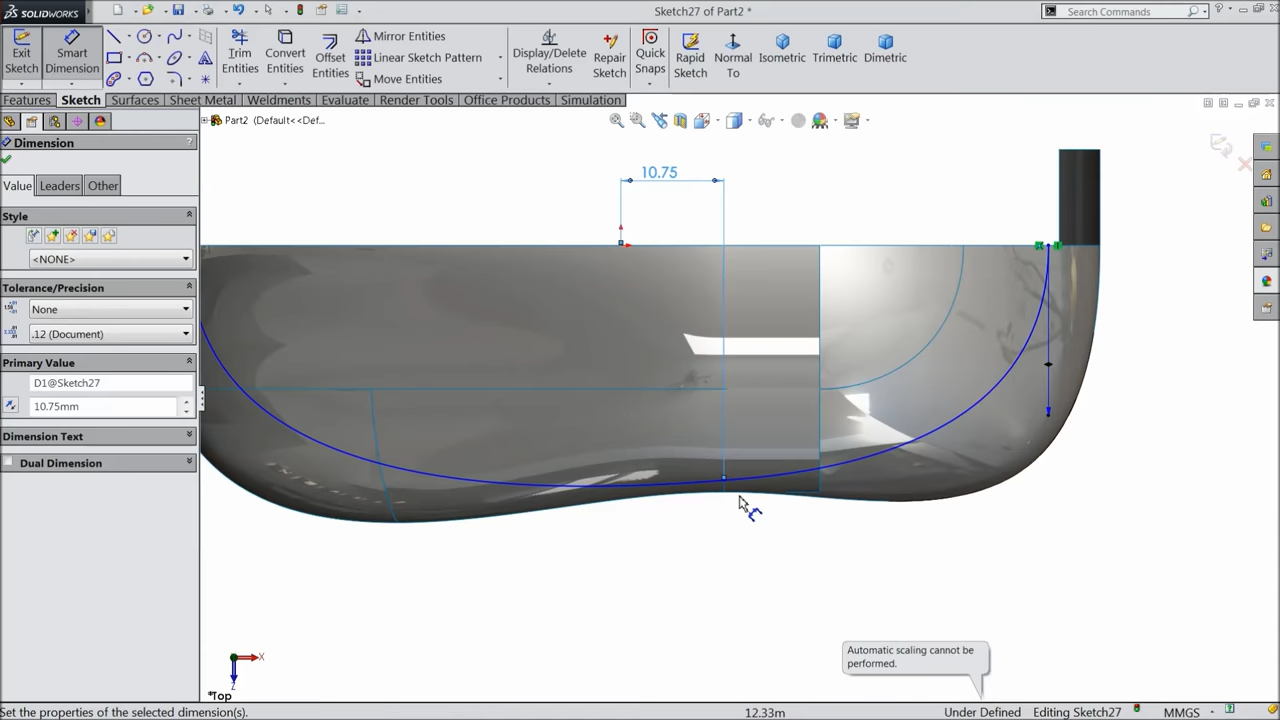 SOLIDWORKS
Sketch27 of Part2 *
Search Commands
Exit Sketch
Smart Dimension
Trim Entities
Convert Entities
Offset Entities
Mirror Entities
Linear Sketch Pattern
Move Entities
Display/Delete Relations
Repair Sketch
Quick Snaps
Rapid Sketch
Normal To
Isometric
Trimetric
Dimetric
Features
Sketch
Surfaces
Sheet Metal
Weldments
Evaluate
Render Tools
Office Products
Simulation
Part2 (Default<<Def...
Dimension
?
Value
Leaders
Other
Style
<NONE>
Tolerance/Precision
None
.12 (Document)
Primary Value
D1@Sketch27
10.75mm
Dimension Text
Dual Dimension
10.75
X
Z
*Top
Automatic scaling cannot be
performed.
Set the properties of the selected dimension(s).
12.33m
Under Defined
Editing Sketch27
MMGS